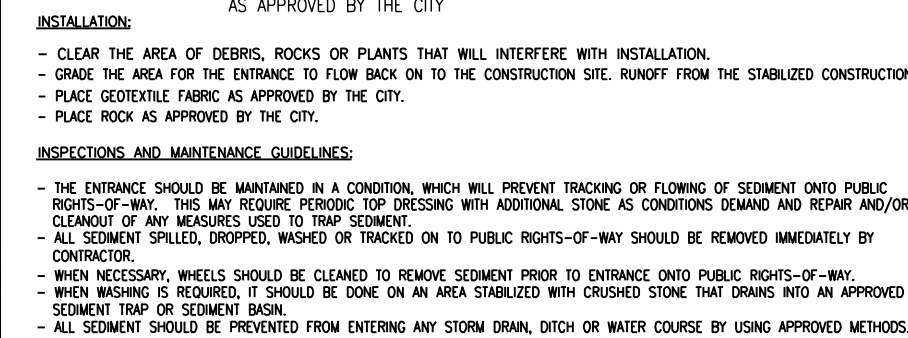 AS APPROVED BY THE CITY
INSTALLATION:
- CLEAR THE AREA OF DEBRIS, ROCKS OR PLANTS THAT WILL INTERFERE WITH INSTALLATION.
- GRADE THE AREA FOR THE ENTRANCE TO FLOW BACK ON TO THE CONSTRUCTION SITE. RUNOFF FROM THE STABILIZED CONSTRUCTION
- PLACE GEOTEXTILE FABRIC AS APPROVED BY THE CITY.
- PLACE ROCK AS APPROVED BY THE CITY.
INSPECTIONS AND MAINTENANCE GUIDELINES:
- THE ENTRANCE SHOULD BE MAINTAINED IN A CONDITION, WHICH WILL PREVENT TRACKING OR FLOWING OF SEDIMENT ONTO PUBLIC
RIGHTS-OF-WAY. THIS MAY REQUIRE PERIODIC TOP DRESSING WITH ADDITIONAL STONE AS CONDITIONS DEMAND AND REPAIR AND/OR
CLEANOUT OF ANY MEASURES USED TO TRAP SEDIMENT.
- ALL SEDIMENT SPILLED, DROPPED, WASHED OR TRACKED ON TO PUBLIC RIGHTS-OF-WAY SHOULD BE REMOVED IMMEDIATELY BY
CONTRACTOR.
- WHEN NECESSARY, WHEELS SHOULD BE CLEANED TO REMOVE SEDIMENT PRIOR TO ENTRANCE ONTO PUBLIC RIGHTS-OF-WAY.
- WHEN WASHING IS REQUIRED, IT SHOULD BE DONE ON AN AREA STABILIZED WITH CRUSHED STONE THAT DRAINS INTO AN APPROVED
SEDIMENT TRAP OR SEDIMENT BASIN.
- ALL SEDIMENT SHOULD BE PREVENTED FROM ENTERING ANY STORM DRAIN, DITCH OR WATER COURSE BY USING APPROVED METHODS.